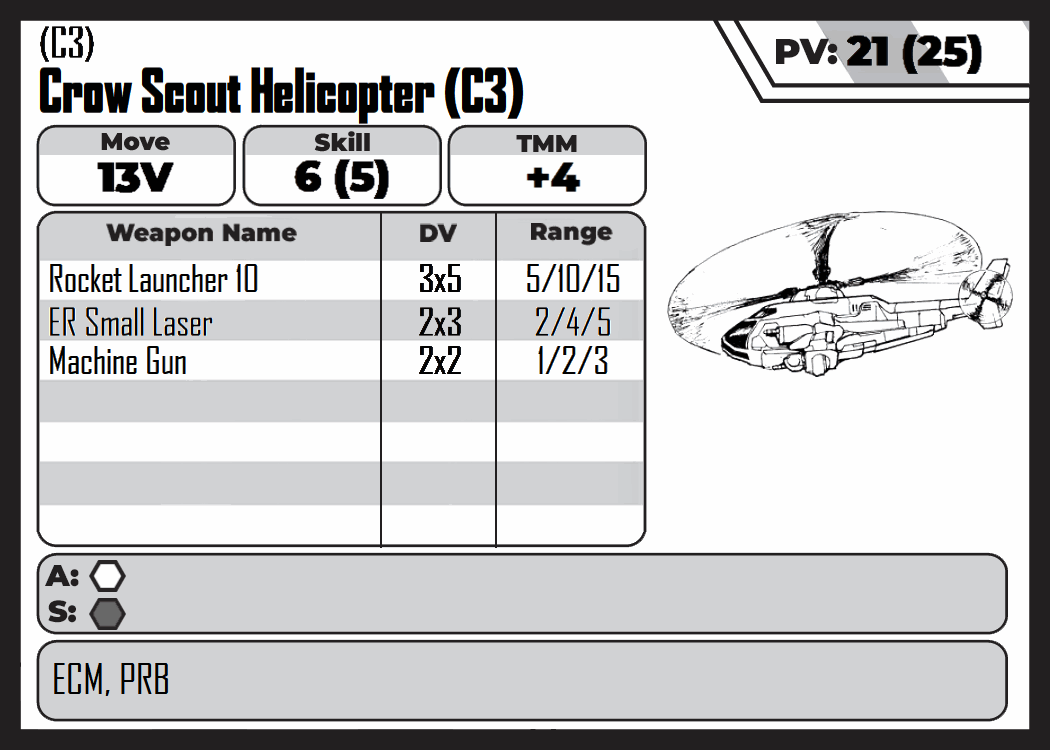 (C3)
Crow Scout Helicopter (C3)
PV: 21 (25)
Move Skill TMM
13V 6 (5) +4
Weapon Name DV Range
Rocket Launcher 10 3x5 5/10/15
ER Small Laser 2x3 2/4/5
Machine Gun 2x2 1/2/3
A:
S:
ECM, PRB